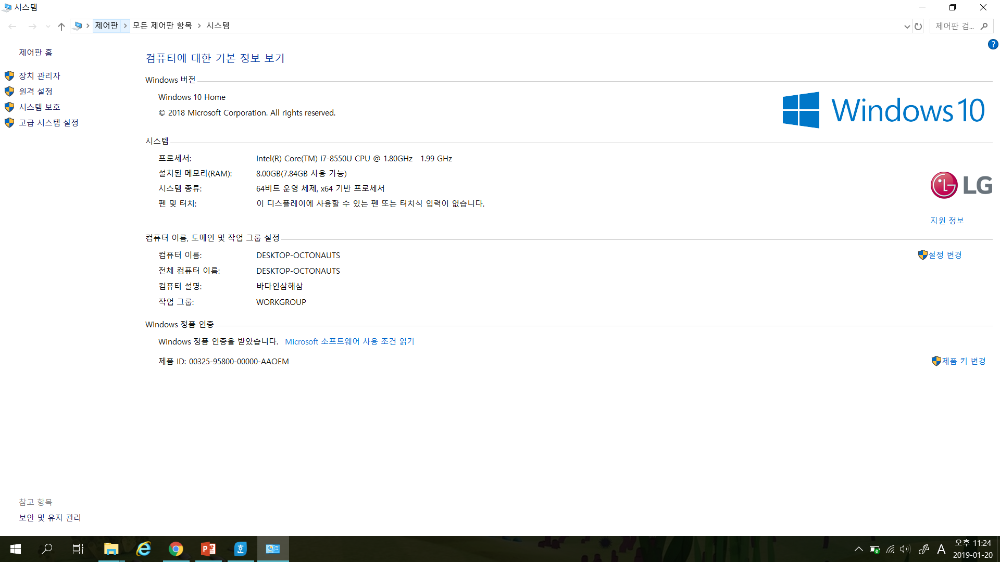 시스템
제어판 > 모든 제어판 항목 > 시스템
제어판 검...
제어판 홈
장치 관리자
원격 설정
시스템 보호
고급 시스템 설정
컴퓨터에 대한 기본 정보 보기
Windows 버전
Windows 10 Home
© 2018 Microsoft Corporation. All rights reserved.
Windows 10
시스템
프로세서: Intel(R) Core(TM) i7-8550U CPU @ 1.80GHz 1.99 GHz
설치된 메모리(RAM): 8.00GB(7.84GB 사용 가능)
시스템 종류: 64비트 운영 체제, x64 기반 프로세서
펜 및 터치: 이 디스플레이에 사용할 수 있는 펜 또는 터치식 입력이 없습니다.
LG
지원 정보
컴퓨터 이름, 도메인 및 작업 그룹 설정
컴퓨터 이름: DESKTOP-OCTONAUTS
설정 변경
전체 컴퓨터 이름: DESKTOP-OCTONAUTS
컴퓨터 설명: 바다인삼해삼
작업 그룹: WORKGROUP
Windows 정품 인증
Windows 정품 인증을 받았습니다. Microsoft 소프트웨어 사용 조건 읽기
제품 ID: 00325-95800-00000-AAOEM
제품 키 변경
참고 항목
보안 및 유지 관리
A
오후 11:24
2019-01-20